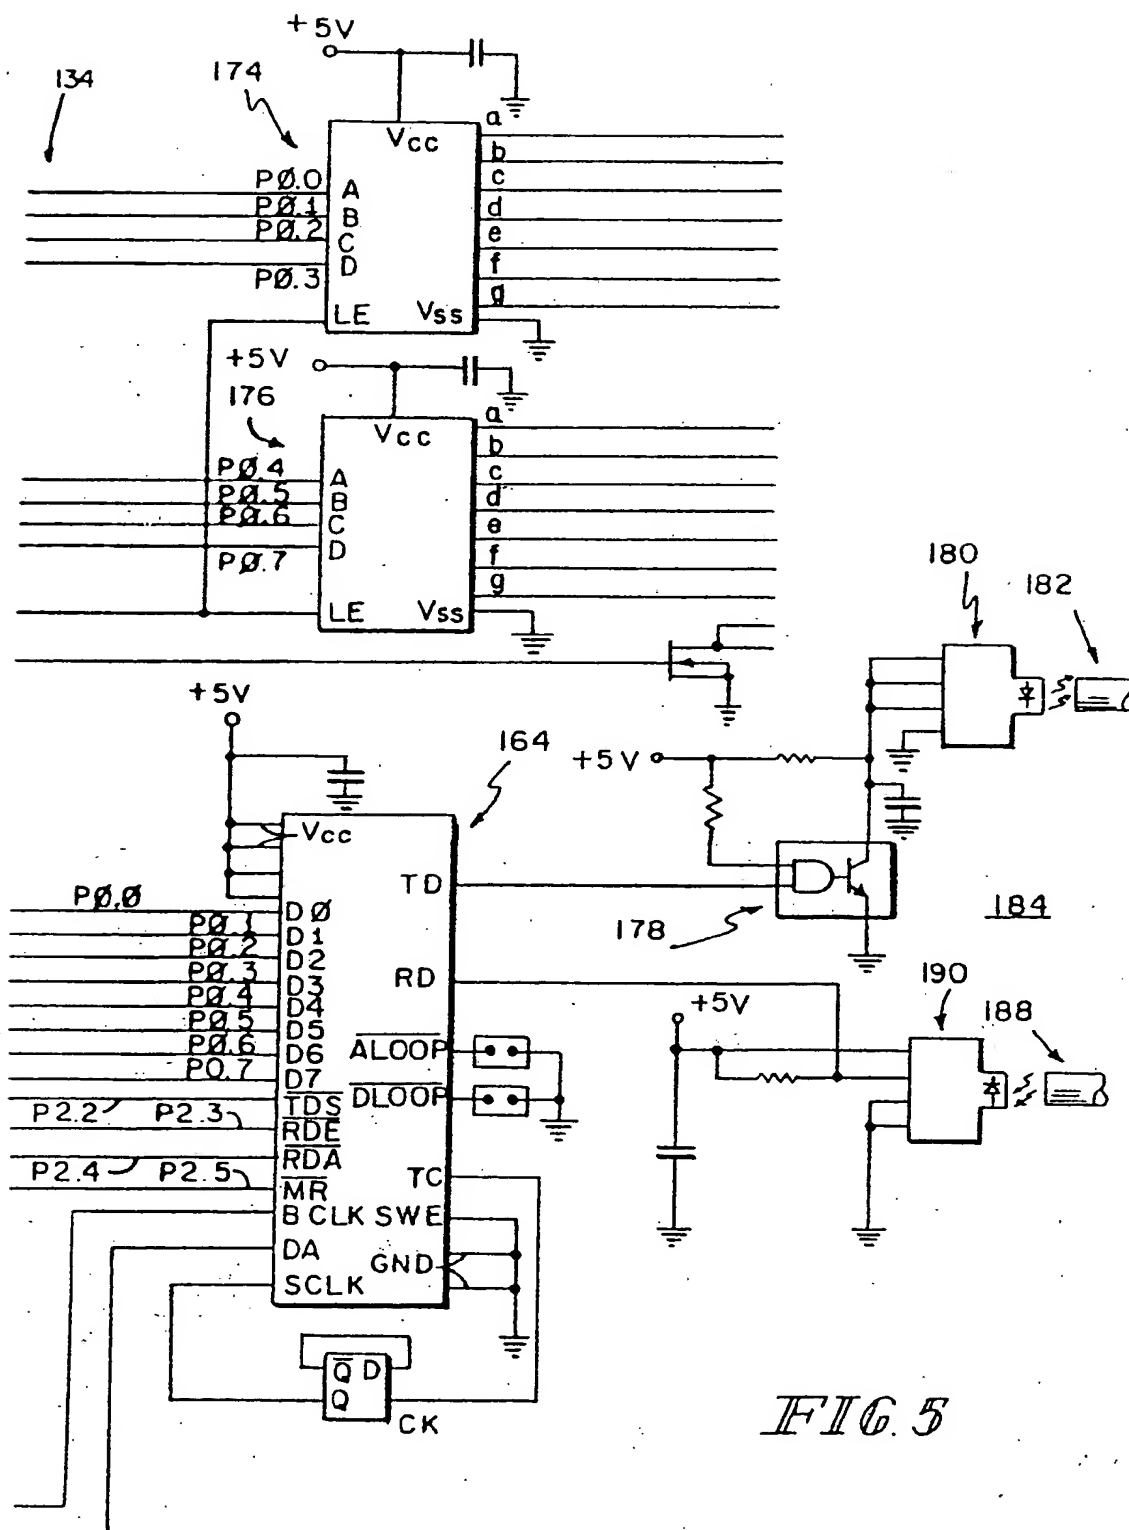 +5V
134
174
Vcc
a
b
c
d
e
f
g
PØ.0
A
PØ.1
B
PØ.2
C
D
PØ.3
LE
Vss
+5V
176
Vcc
a
b
c
d
e
f
g
PØ.4
A
PØ.5
B
PØ.6
C
D
PØ.7
LE
Vss
180
182
+5V
164
+5V
Vcc
TD
178
184
PØ.0
DØ
PØ.1
D1
PØ.2
D2
PØ.3
D3
PØ.4
D4
PØ.5
D5
PØ.6
D6
PO.7
D7
RD
190
+5V
188
ALOOP
DLOOP
TDS
P2.2
P2.3
RDE
RDA
P2.4
P2.5
MR
TC
BCLK
SWE
DA
GND
SCLK
Q D
Q
CK
FIG. 5